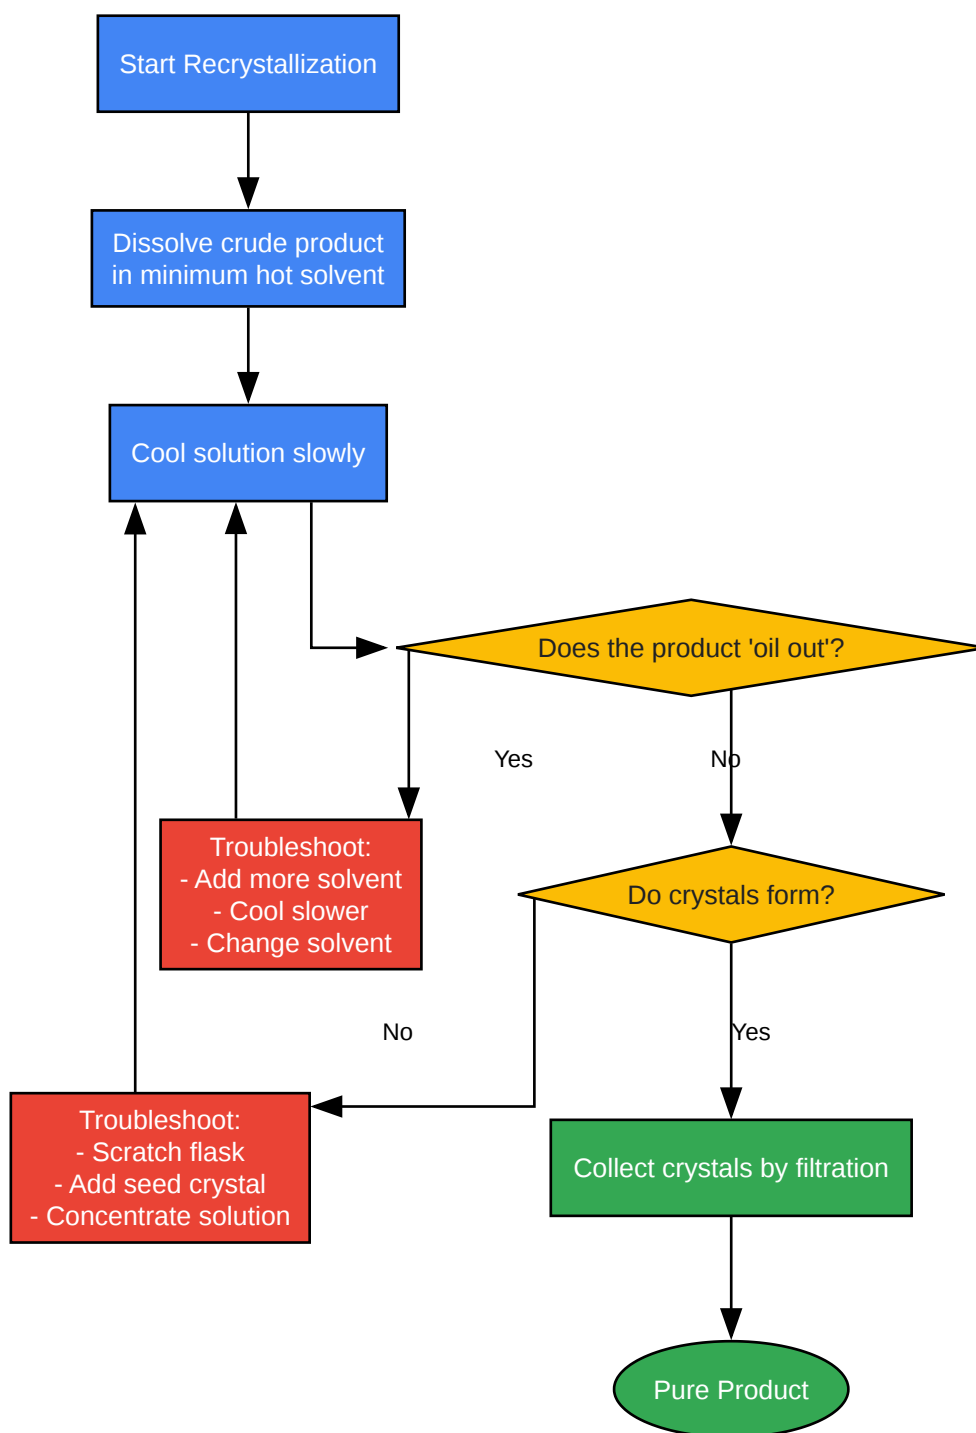 Start Recrystallization
Dissolve crude product
in minimum hot solvent
Cool solution slowly
Does the product 'oil out'?
Yes
No
Troubleshoot:
- Add more solvent
- Cool slower
- Change solvent
Do crystals form?
No
Yes
Troubleshoot:
- Scratch flask
- Add seed crystal
- Concentrate solution
Collect crystals by filtration
Pure Product